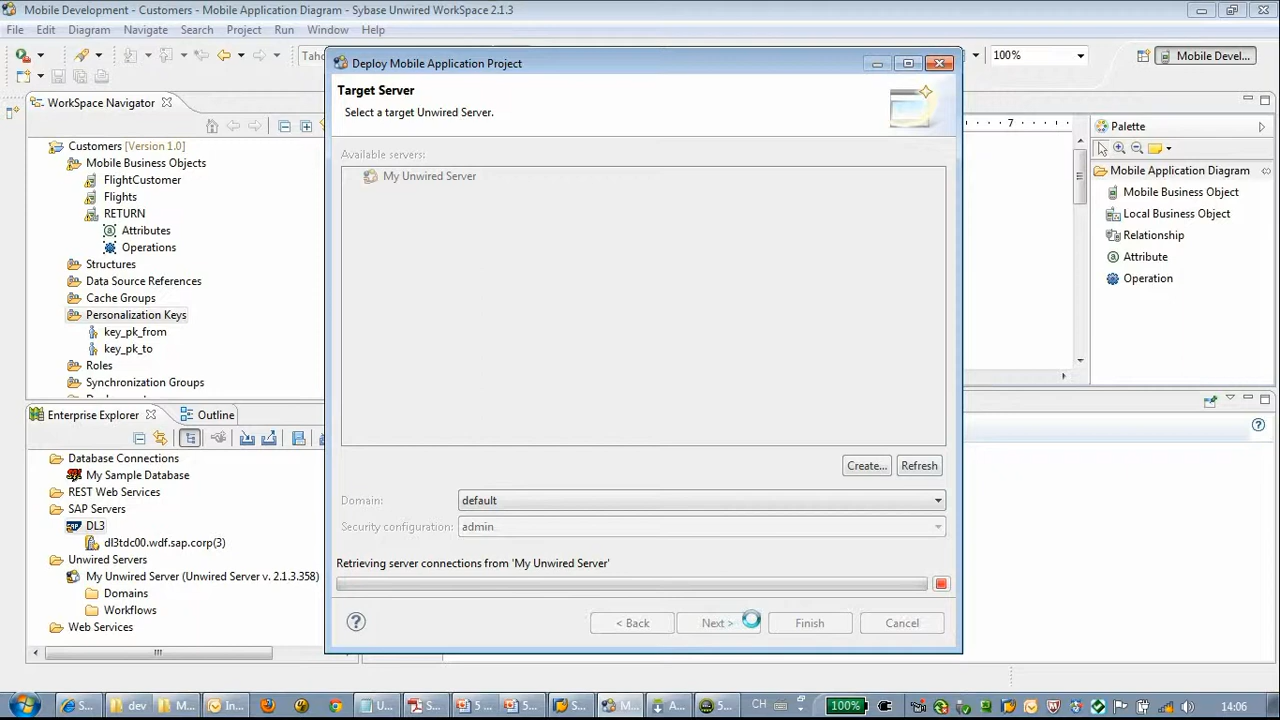 Mobile Development - Customers - Mobile Application Diagram - Sybase Unwired WorkSpace 2.1.3
File Edit Diagram Navigate Search Project Run Window Help
100%
Mobile Devel...
Deploy Mobile Application Project
Target Server
Select a target Unwired Server.
Available servers:
My Unwired Server
Create...
Refresh
Domain:
default
Security configuration:
admin
Retrieving server connections from 'My Unwired Server'
?
< Back
Next >
Finish
Cancel
WorkSpace Navigator
Customers [Version 1.0]
Mobile Business Objects
FlightCustomer
Flights
RETURN
Attributes
Operations
Structures
Data Source References
Cache Groups
Personalization Keys
key_pk_from
key_pk_to
Roles
Synchronization Groups
Enterprise Explorer
Outline
Database Connections
My Sample Database
REST Web Services
SAP Servers
DL3
dl3tdc00.wdf.sap.corp(3)
Unwired Servers
My Unwired Server (Unwired Server v. 2.1.3.358)
Domains
Workflows
Web Services
7
Palette
Mobile Application Diagram
Mobile Business Object
Local Business Object
Relationship
Attribute
Operation
S...
dev
M...
In...
U...
5 ...
5 ...
S...
M...
A...
5...
CH
100%
14:06